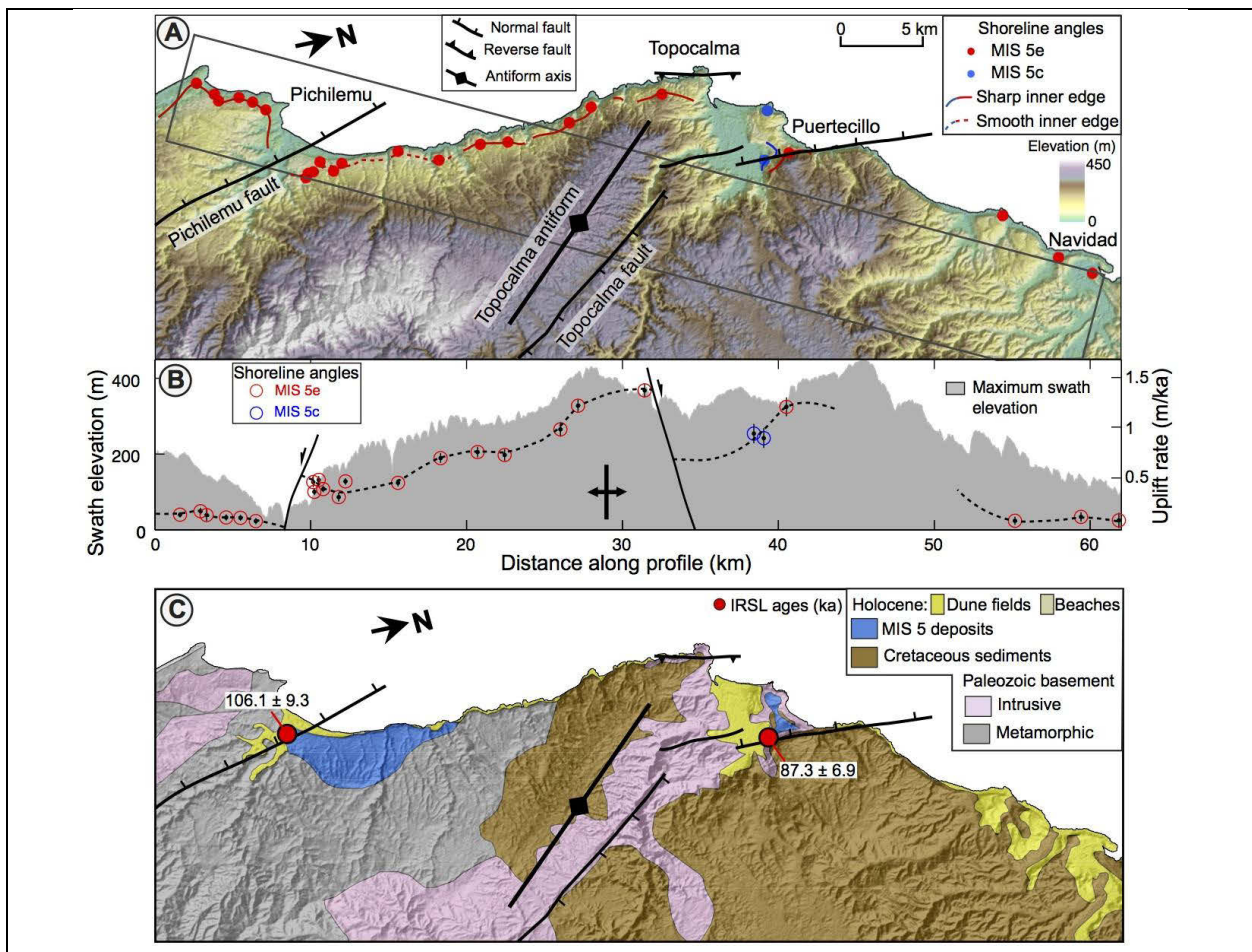 A
N
Normal fault
Reverse fault
Antiform axis
Topocalma
0 5 km
Shoreline angles
MIS 5e
MIS 5c
Sharp inner edge
Smooth inner edge
Elevation (m)
450
0
Pichilemu
Puertecillo
Navidad
Pichilemu fault
Topocalma antiform
Topocalma fault
B
Shoreline angles
MIS 5e
MIS 5c
Maximum swath
elevation
Swath elevation (m)
400
200
0
Uplift rate (m/ka)
1.5
1
0.5
0 10 20 30 40 50 60
Distance along profile (km)
C
N
IRSL ages (ka)
Holocene: Dune fields Beaches
MIS 5 deposits
Cretaceous sediments
Paleozoic basement
Intrusive
Metamorphic
106.1 ± 9.3
87.3 ± 6.9